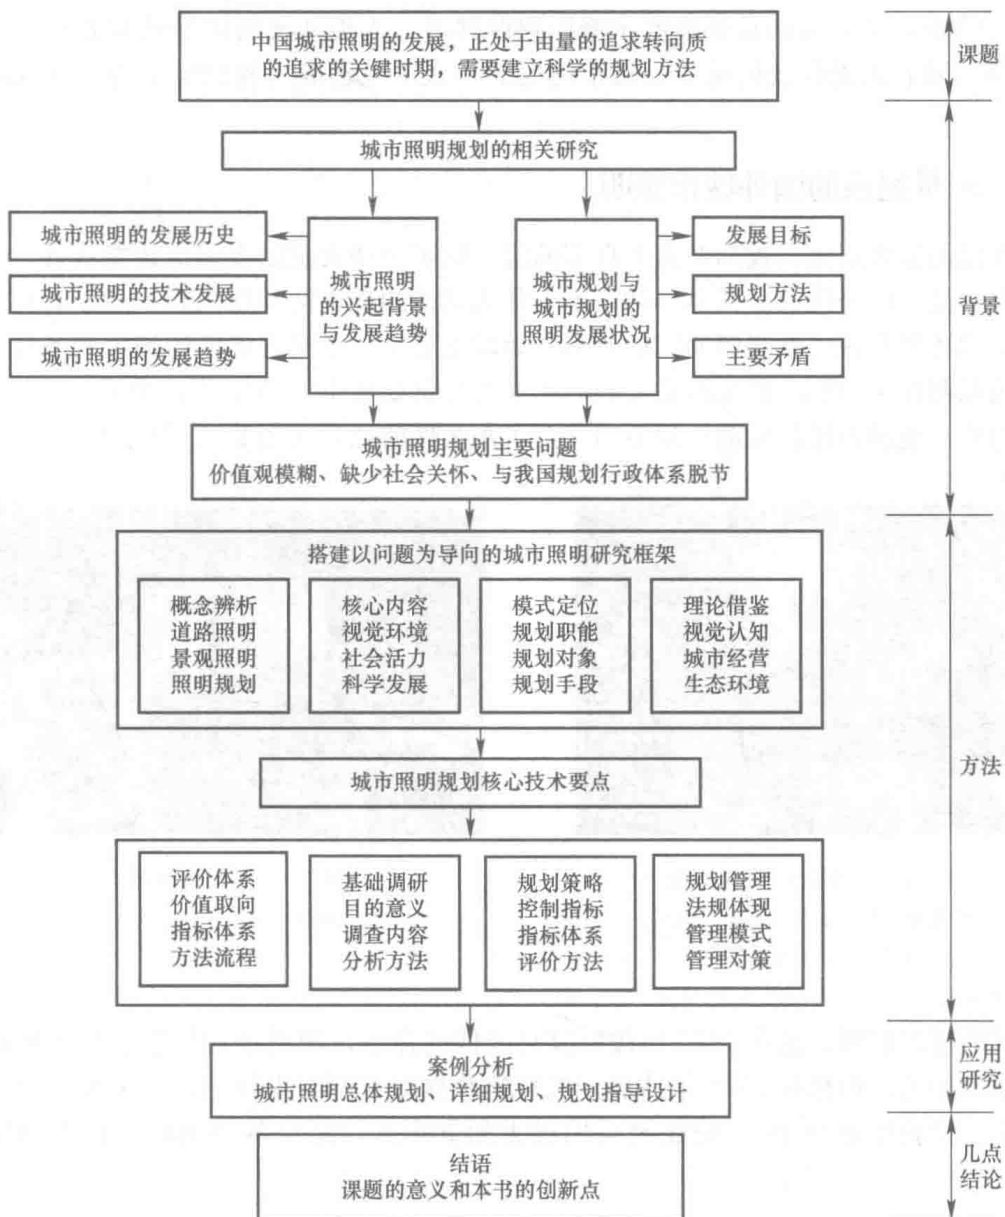 中国城市照明的发展，正处于由量的追求转向质
的追求的关键时期，需要建立科学的规划方法
课题
城市照明规划的相关研究
城市照明的发展历史
城市照明的技术发展
城市照明的发展趋势
城市照明
的兴起背景
与发展趋势
城市规划与
城市规划的
照明发展状况
发展目标
规划方法
主要矛盾
背景
城市照明规划主要问题
价值观模糊、缺少社会关怀、与我国规划行政体系脱节
搭建以问题为导向的城市照明研究框架
概念辨析
道路照明
景观照明
照明规划
核心内容
视觉环境
社会活力
科学发展
模式定位
规划职能
规划对象
规划手段
理论借鉴
视觉认知
城市经营
生态环境
方法
城市照明规划核心技术要点
评价体系
价值取向
指标体系
方法流程
基础调研
目的意义
调查内容
分析方法
规划策略
控制指标
指标体系
评价方法
规划管理
法规体现
管理模式
管理对策
案例分析
城市照明总体规划、详细规划、规划指导设计
应用
研究
结语
课题的意义和本书的创新点
几点
结论